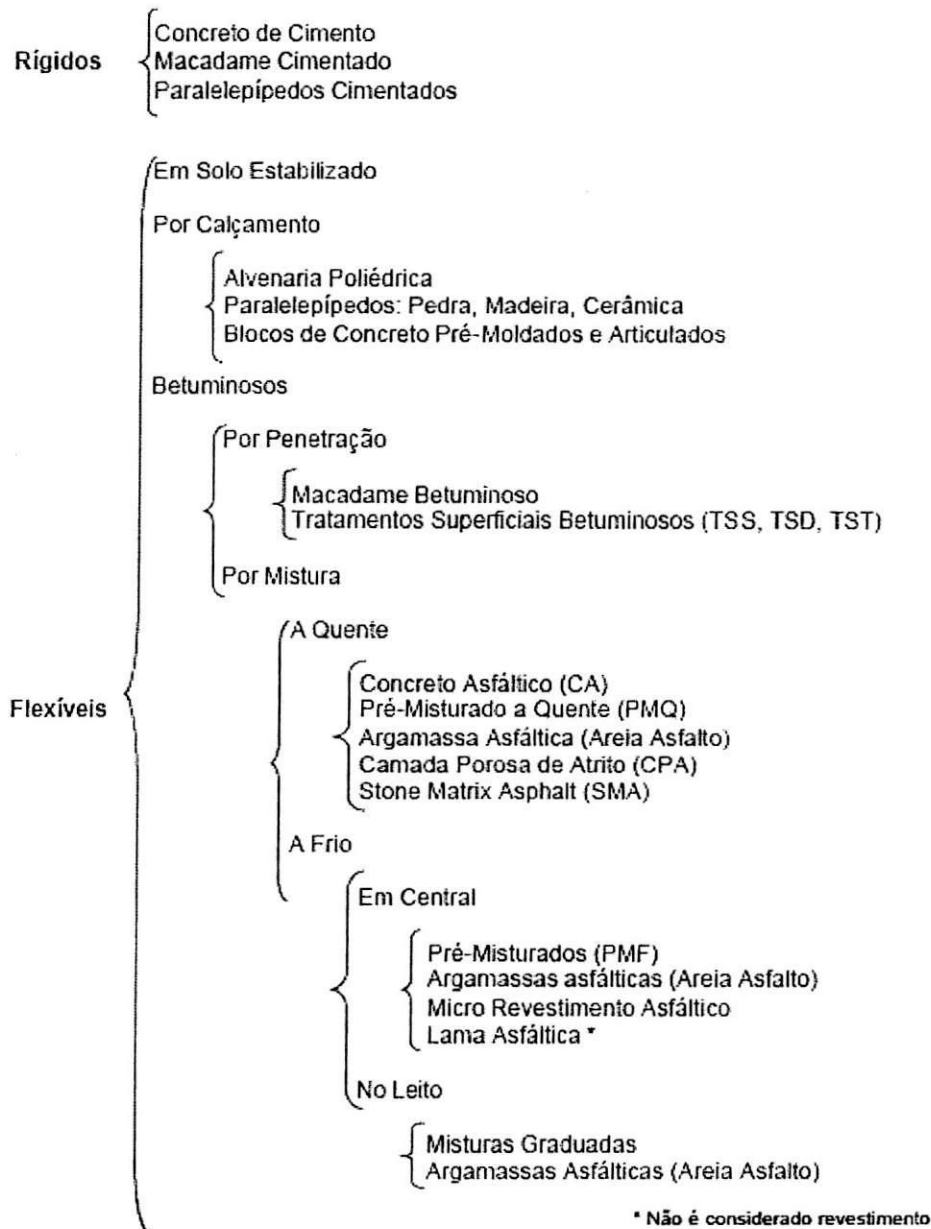 Rígidos
Concreto de Cimento
Macadame Cimentado
Paralelepípedos Cimentados
Flexíveis
Em Solo Estabilizado
Por Calçamento
Alvenaria Poliédrica
Paralelepípedos: Pedra, Madeira, Cerâmica
Blocos de Concreto Pré-Moldados e Articulados
Betuminosos
Por Penetração
Macadame Betuminoso
Tratamentos Superficiais Betuminosos (TSS, TSD, TST)
Por Mistura
A Quente
Concreto Asfáltico (CA)
Pré-Misturado a Quente (PMQ)
Argamassa Asfáltica (Areia Asfalto)
Camada Porosa de Atrito (CPA)
Stone Matrix Asphalt (SMA)
A Frio
Em Central
Pré-Misturados (PMF)
Argamassas asfálticas (Areia Asfalto)
Micro Revestimento Asfáltico
Lama Asfáltica *
No Leito
Misturas Graduadas
Argamassas Asfálticas (Areia Asfalto)
* Não é considerado revestimento